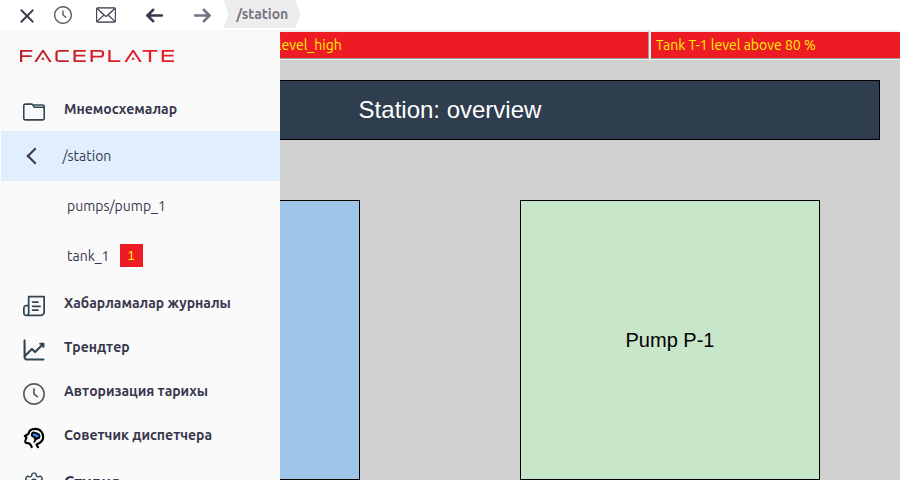 /station
level_high
Tank T-1 level above 80 %
FACEPLATE
Station: overview
Мнемосхемалар
/station
pumps/pump_1
tank_1 1
Хабарламалар журналы
Трендтер
Авторизация тарихы
Советчик диспетчера
Pump P-1